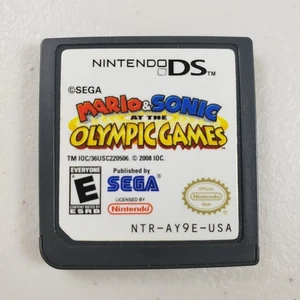 NINTENDO DS™
©SEGA
MARIO & SONIC
AT THE
OLYMPIC GAMES
TM IOC/36USC220506. © 2008 IOC.
EVERYONE
E
ESRB
Published by
SEGA
LICENSED BY
Nintendo
Official
Nintendo
Seal
NTR-AY9E-USA